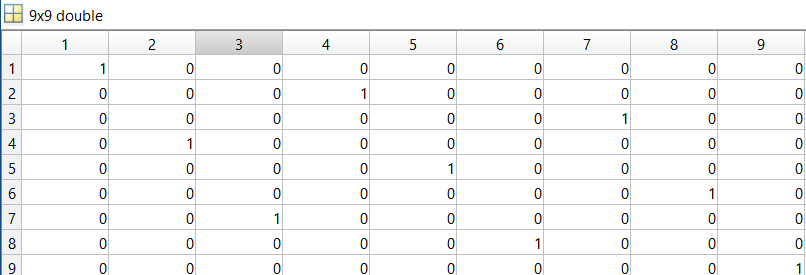 9x9 double
1 2 3 4 5 6 7 8 9
1 1 0 0 0 0 0 0 0 0
2 0 0 0 1 0 0 0 0 0
3 0 0 0 0 0 0 1 0 0
4 0 1 0 0 0 0 0 0 0
5 0 0 0 0 1 0 0 0 0
6 0 0 0 0 0 0 0 1 0
7 0 0 1 0 0 0 0 0 0
8 0 0 0 0 0 1 0 0 0
9 0 0 0 0 0 0 0 0 1